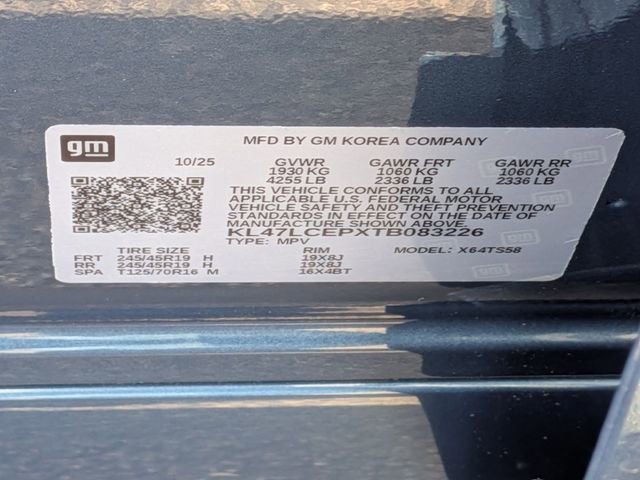 gm
MFD BY GM KOREA COMPANY
10/25 GVWR GAWR FRT GAWR RR
1930 KG 1060 KG 1060 KG
4255 LB 2336 LB 2336 LB
THIS VEHICLE CONFORMS TO ALL
APPLICABLE U.S. FEDERAL MOTOR
VEHICLE SAFETY AND THEFT PREVENTION
STANDARDS IN EFFECT ON THE DATE OF
MANUFACTURE SHOWN ABOVE.
KL47LCEPXTB083226
TYPE: MPV MODEL: X64TS58
TIRE SIZE RIM
FRT 245/45R19 H 19X8J
RR 245/45R19 H 19X8J
SPA T125/70R16 M 16X4BT